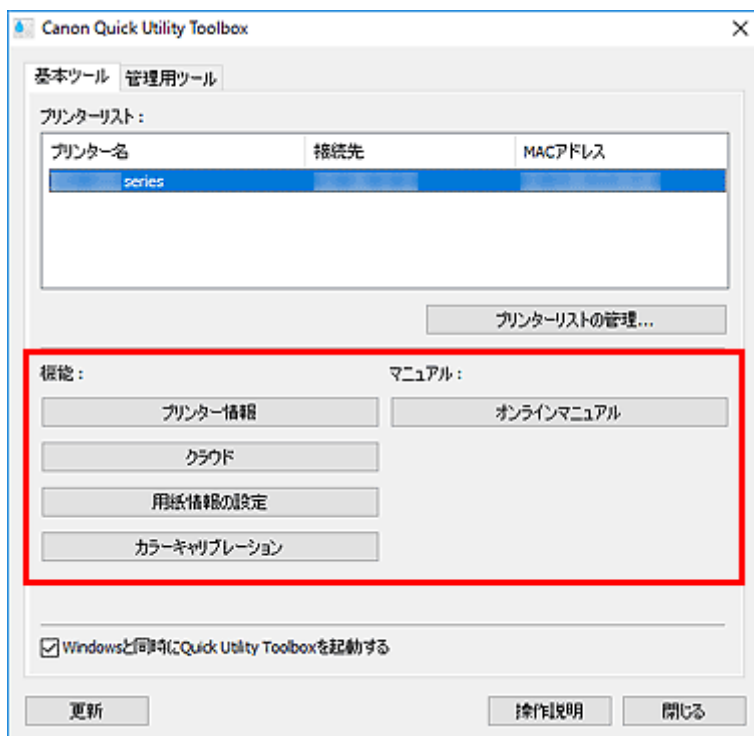 Canon Quick Utility Toolbox
基本ツール 管理用ツール
プリンターリスト：
プリンター名 接続先 MACアドレス
series
プリンターリストの管理...
機能： マニュアル：
プリンター情報 オンラインマニュアル
クラウド
用紙情報の設定
カラーキャリブレーション
Windowsと同時にQuick Utility Toolboxを起動する
更新 操作説明 閉じる